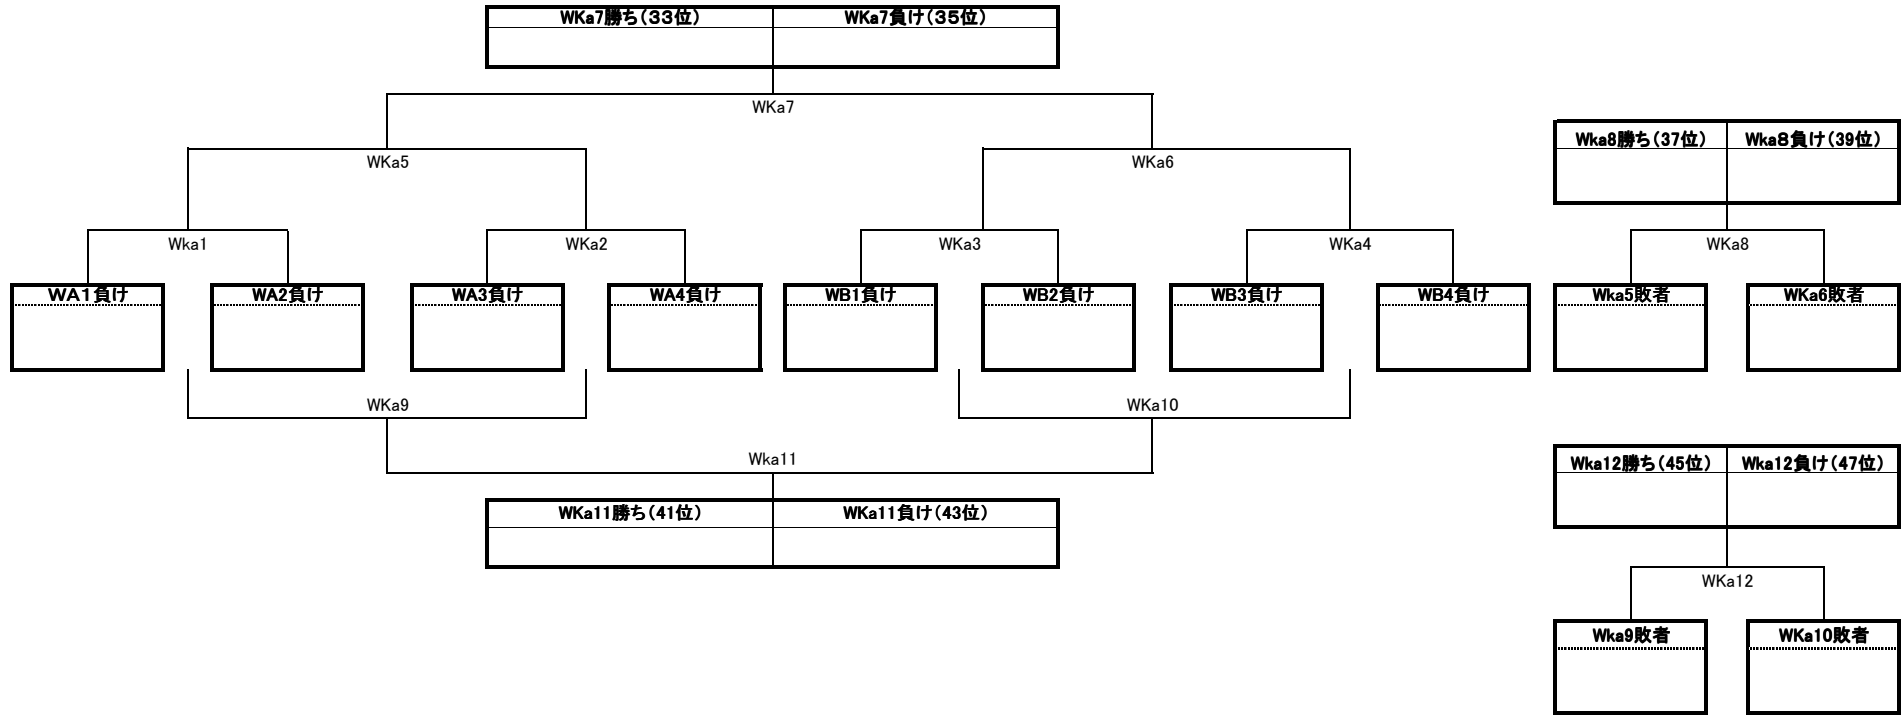 WKa7勝ち（３３位） WKa7負け（３５位）
WKa7
WKa5 WKa6
Wka8勝ち（37位） Wka８負け（39位）
Wka1 WKa2 WKa3 WKa4 WKa8
ＷＡ１負け WA2負け WA3負け WA4負け WB1負け WB2負け WB3負け WB4負け Wka5敗者 WKa6敗者
WKa9 WKa10
Wka11
Wka12勝ち（45位） Wka12負け（47位）
WKa11勝ち（41位） WKa11負け（43位）
WKa12
Wka9敗者 WKa10敗者